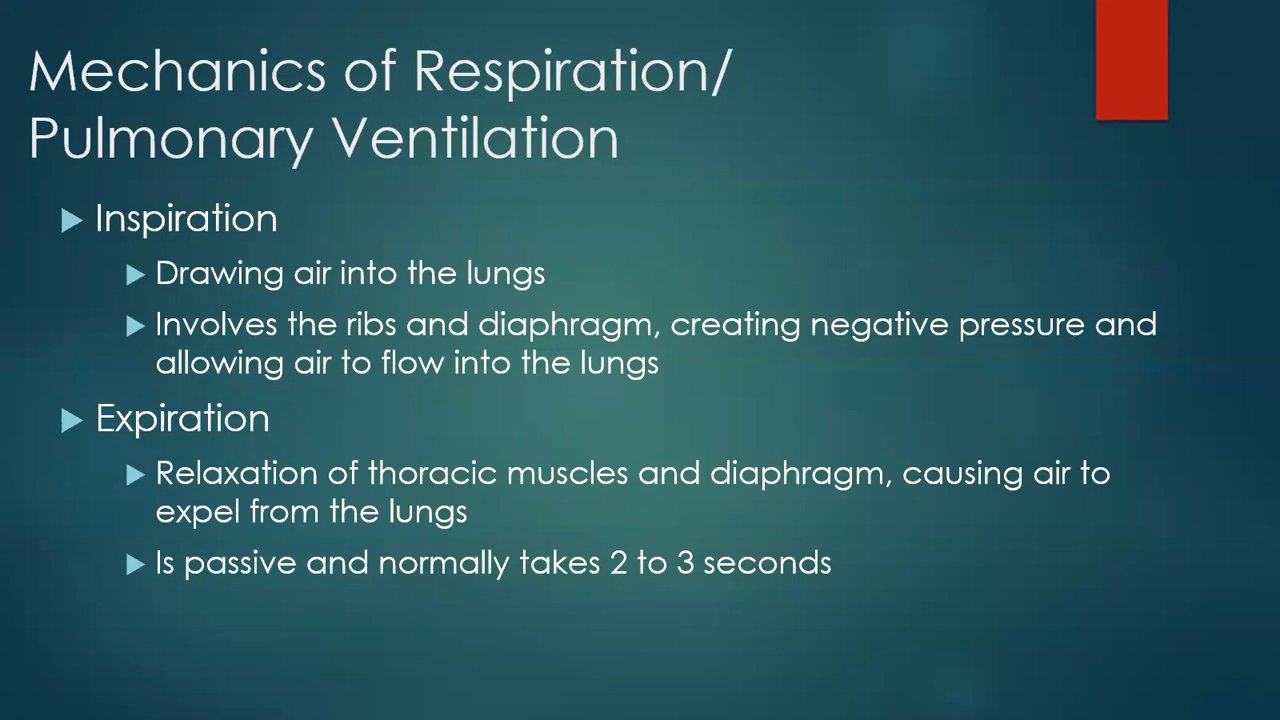 Mechanics of Respiration/
Pulmonary Ventilation
Inspiration
Drawing air into the lungs
Involves the ribs and diaphragm, creating negative pressure and
allowing air to flow into the lungs
Expiration
Relaxation of thoracic muscles and diaphragm, causing air to
expel from the lungs
Is passive and normally takes 2 to 3 seconds